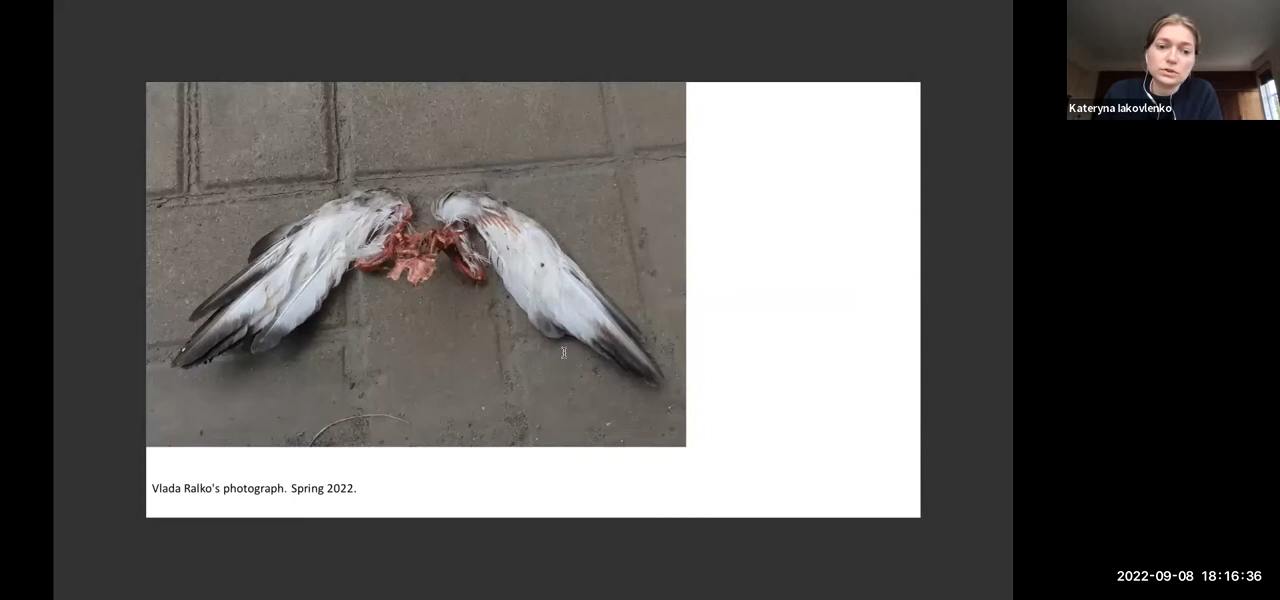 Kateryna Iakovlenko
Vlada Ralko's photograph. Spring 2022.
2022-09-08 18:16:36